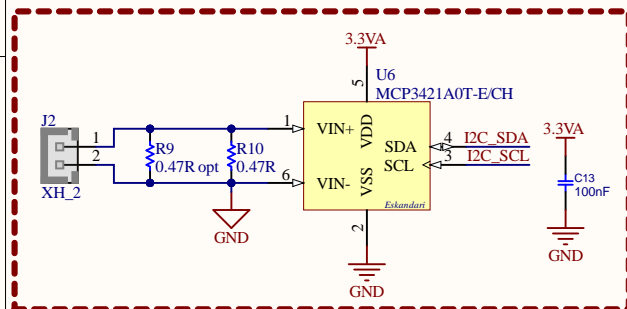 3.3VA
J2
U6
MCP3421A0T-E/CH
5
1
2
XH_2
R9
0.47R opt
R10
0.47R
GND
1
6
VIN+
VIN-
VDD
VSS
SDA
SCL
Eskandari
4
3
I2C_SDA
I2C_SCL
2
GND
3.3VA
C13
100nF
GND